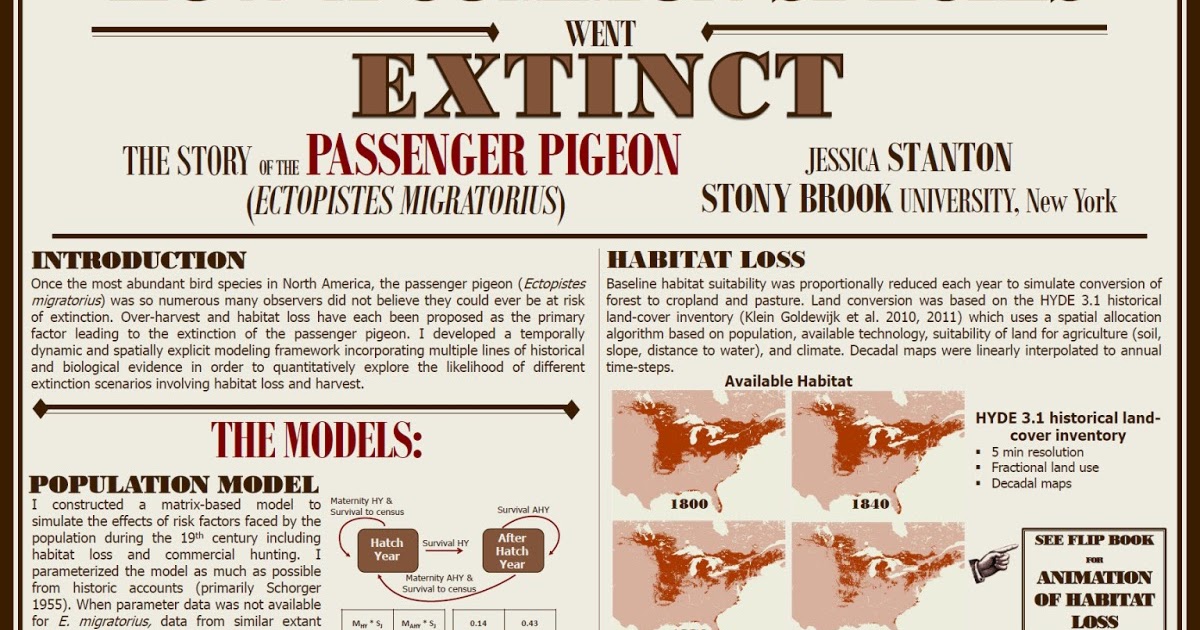 WENT
EXTINCT
THE STORY OF THE PASSENGER PIGEON
(ECTOPISTES MIGRATORIUS)
JESSICA STANTON
STONY BROOK UNIVERSITY, New York
INTRODUCTION
Once the most abundant bird species in North America, the passenger pigeon (Ectopistes
migratorius) was so numerous many observers did not believe they could ever be at risk
of extinction. Over-harvest and habitat loss have each been proposed as the primary
factor leading to the extinction of the passenger pigeon. I developed a temporally
dynamic and spatially explicit modeling framework incorporating multiple lines of historical
and biological evidence in order to quantitatively explore the likelihood of different
extinction scenarios involving habitat loss and harvest.
THE MODELS:
POPULATION MODEL
I constructed a matrix-based model to
simulate the effects of risk factors faced by the
population during the 19th century including
habitat loss and commercial hunting. I
parameterized the model as much as possible
from historic accounts (primarily Schorger
1955). When parameter data was not available
for E. migratorius, data from similar extant
Maternity HY &
Survival to census
Survival AHY
Hatch
Year
Survival HY
After
Hatch
Year
Maternity AHY &
Survival to census
MHY * SJ
MAHY * SJ
0.14
0.43
HABITAT LOSS
Baseline habitat suitability was proportionally reduced each year to simulate conversion of
forest to cropland and pasture. Land conversion was based on the HYDE 3.1 historical
land-cover inventory (Klein Goldewijk et al. 2010, 2011) which uses a spatial allocation
algorithm based on population, available technology, suitability of land for agriculture (soil,
slope, distance to water), and climate. Decadal maps were linearly interpolated to annual
time-steps.
Available Habitat
1800
1840
HYDE 3.1 historical land-
cover inventory
▪ 5 min resolution
▪ Fractional land use
▪ Decadal maps
SEE FLIP BOOK
FOR
ANIMATION
OF HABITAT
LOSS